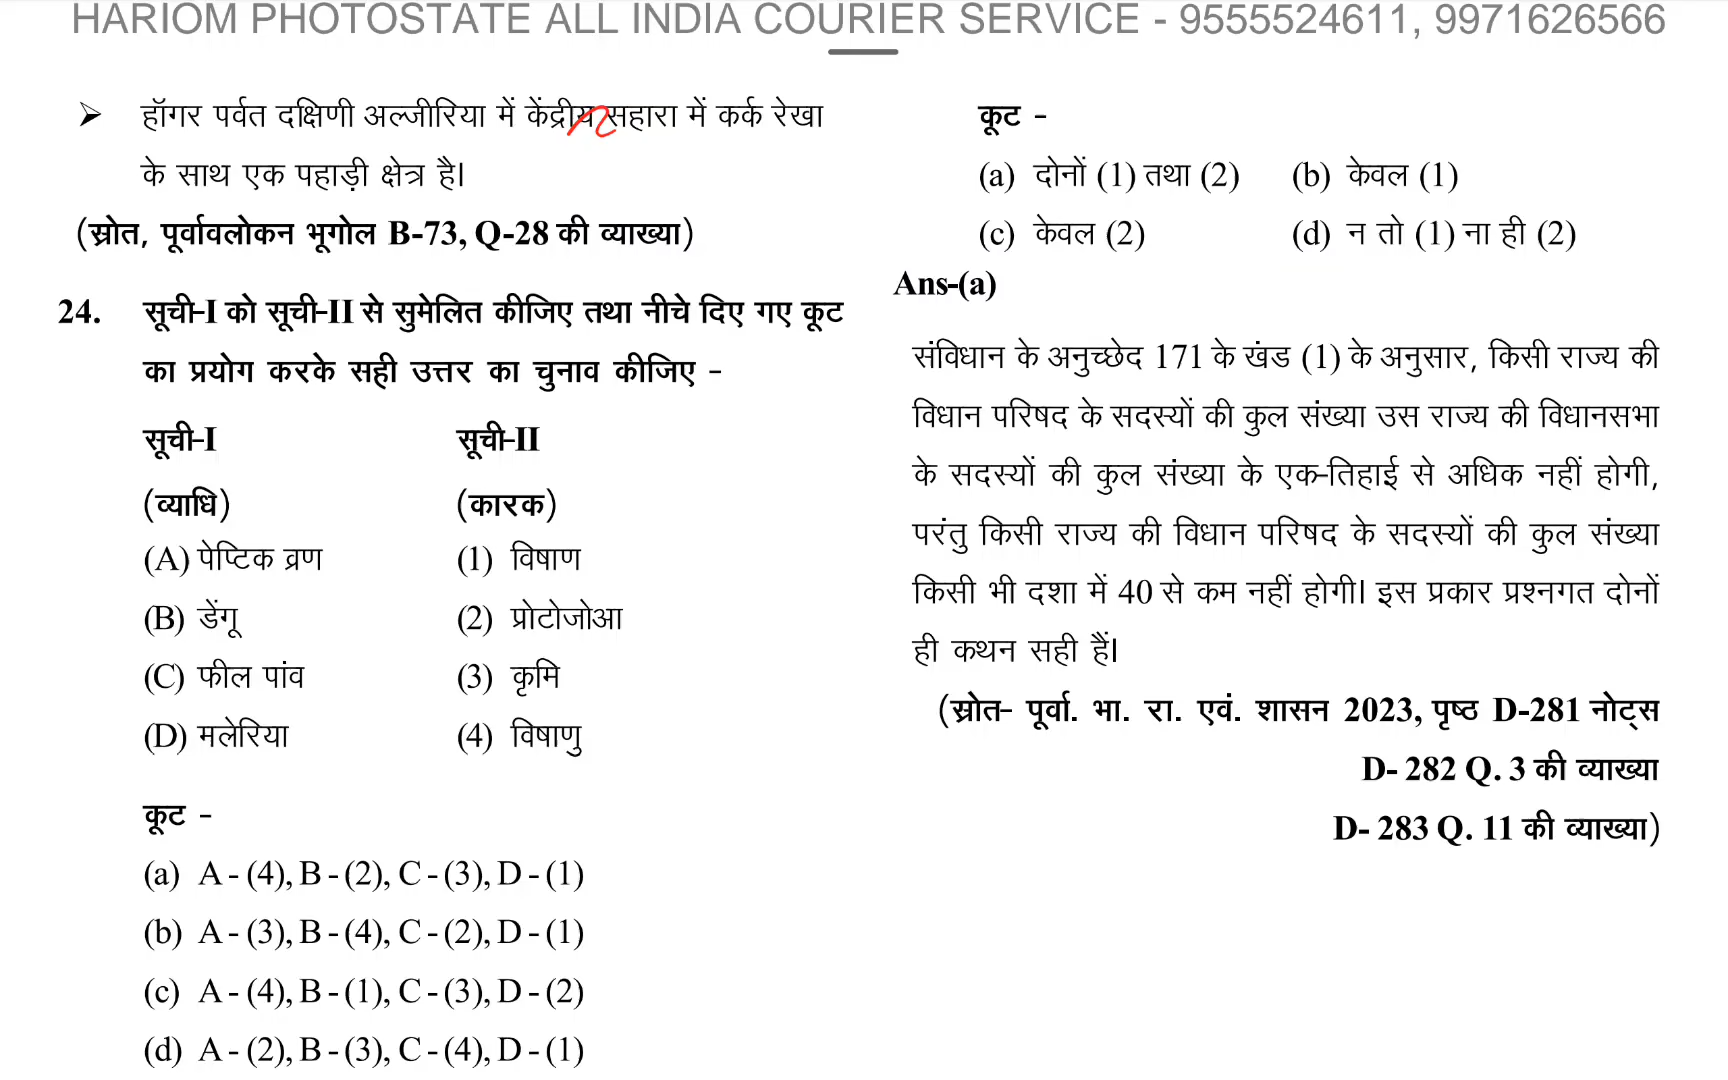 HARIOM PHOTOSTATE ALL INDIA COURIER SERVICE - 9555524611, 9971626566
➢ हॉगर पर्वत दक्षिणी अल्जीरिया में केंद्रीय सहारा में कर्क रेखा
के साथ एक पहाड़ी क्षेत्र है।
(स्रोत, पूर्वावलोकन भूगोल B-73, Q-28 की व्याख्या)
24. सूची-I को सूची-II से सुमेलित कीजिए तथा नीचे दिए गए कूट
का प्रयोग करके सही उत्तर का चुनाव कीजिए -
सूची-I सूची-II
(व्याधि) (कारक)
(A) पेप्टिक व्रण (1) विषाण
(B) डेंगू (2) प्रोटोजोआ
(C) फील पांव (3) कृमि
(D) मलेरिया (4) विषाणु
कूट -
(a) A - (4), B - (2), C - (3), D - (1)
(b) A - (3), B - (4), C - (2), D - (1)
(c) A - (4), B - (1), C - (3), D - (2)
(d) A - (2), B - (3), C - (4), D - (1)
कूट -
(a) दोनों (1) तथा (2) (b) केवल (1)
(c) केवल (2) (d) न तो (1) ना ही (2)
Ans-(a)
संविधान के अनुच्छेद 171 के खंड (1) के अनुसार, किसी राज्य की
विधान परिषद के सदस्यों की कुल संख्या उस राज्य की विधानसभा
के सदस्यों की कुल संख्या के एक-तिहाई से अधिक नहीं होगी,
परंतु किसी राज्य की विधान परिषद के सदस्यों की कुल संख्या
किसी भी दशा में 40 से कम नहीं होगी। इस प्रकार प्रश्नगत दोनों
ही कथन सही हैं।
(स्रोत- पूर्वा. भा. रा. एवं. शासन 2023, पृष्ठ D-281 नोट्स
D- 282 Q. 3 की व्याख्या
D- 283 Q. 11 की व्याख्या)